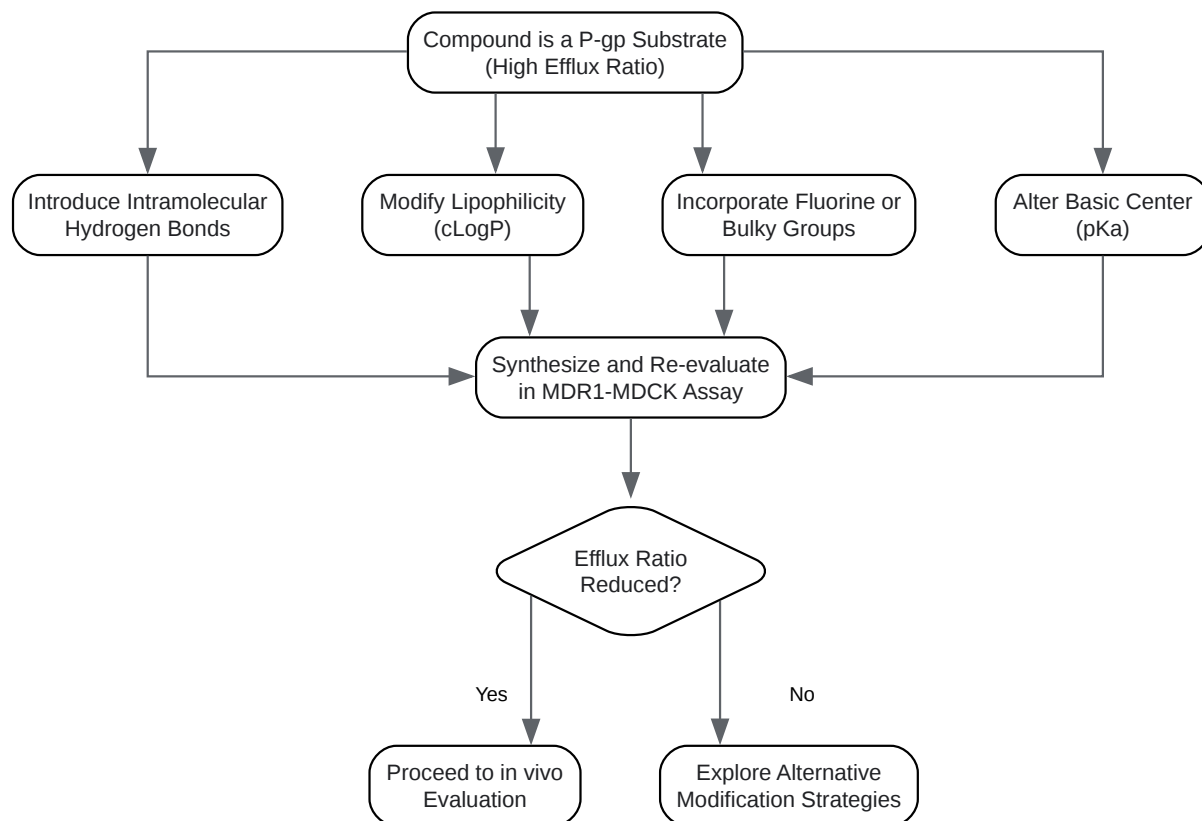 Compound is a P-gp Substrate
(High Efflux Ratio)
Introduce Intramolecular
Hydrogen Bonds
Modify Lipophilicity
(cLogP)
Incorporate Fluorine or
Bulky Groups
Alter Basic Center
(pKa)
Synthesize and Re-evaluate
in MDR1-MDCK Assay
Efflux Ratio
Reduced?
Yes
No
Proceed to in vivo
Evaluation
Explore Alternative
Modification Strategies